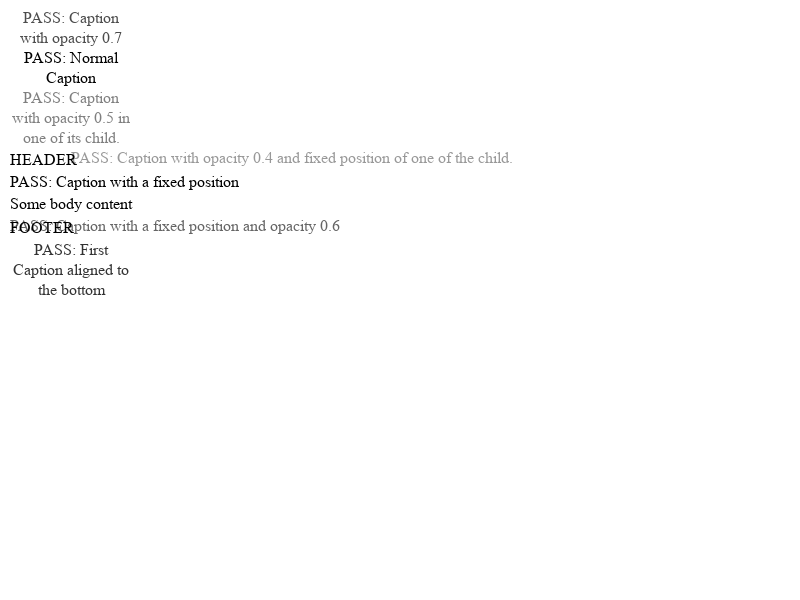 PASS: Caption
with opacity 0.7
PASS: Normal
Caption
PASS: Caption
with opacity 0.5 in
one of its child.
HEADER
PASS: Caption with opacity 0.4 and fixed position of one of the child.
PASS: Caption with a fixed position
Some body content
FOOTER
PASS: Caption with a fixed position and opacity 0.6
PASS: First
Caption aligned to
the bottom